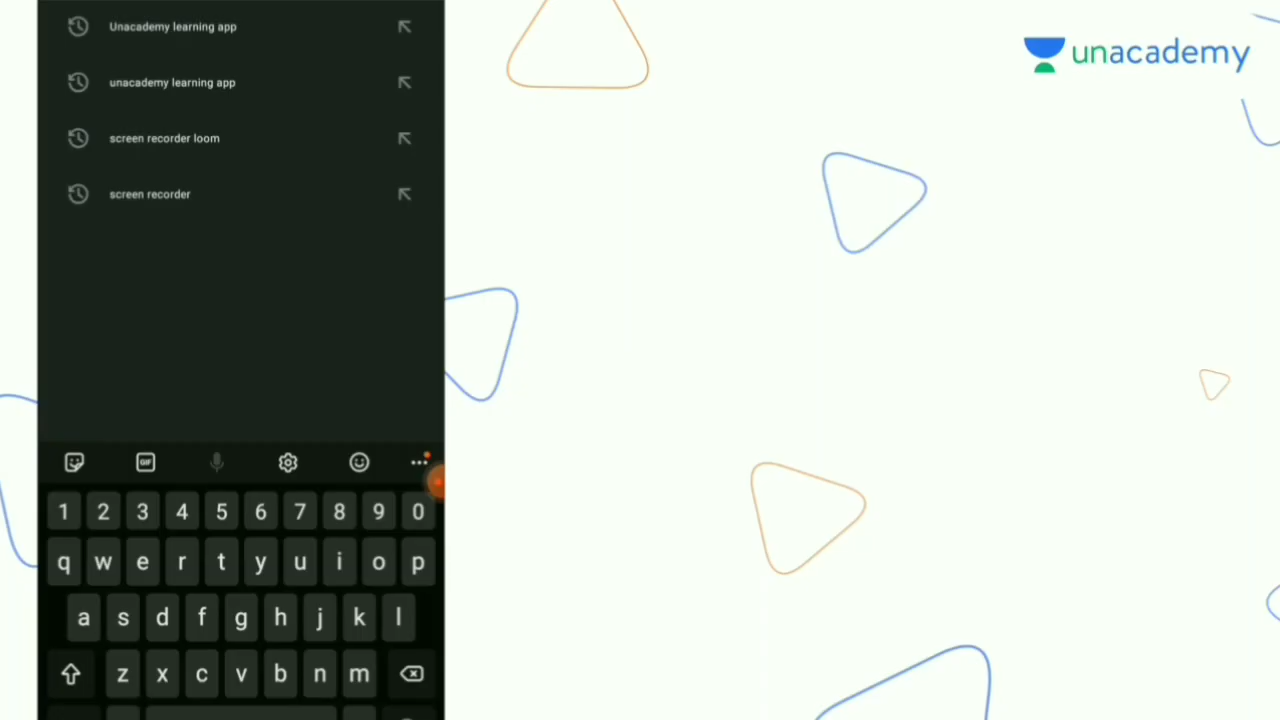 Unacademy learning app
unacademy learning app
screen recorder loom
screen recorder
unacademy
GIF
1 2 3 4 5 6 7 8 9 0
q w e r t y u i o p
a s d f g h j k l
z x c v b n m